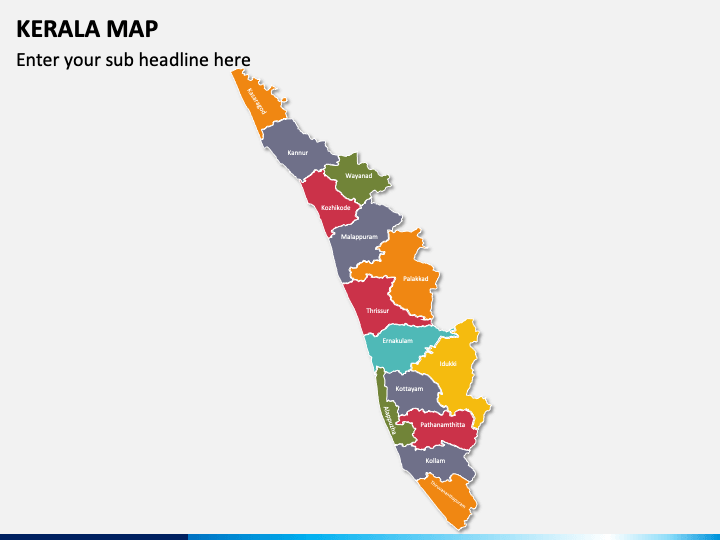 KERALA MAP
Enter your sub headline here
Kasaragod
Kannur
Wayanad
Kozhikode
Malappuram
Palakkad
Thrissur
Ernakulam
Idukki
Kottayam
Alappuzha
Pathanamthitta
Kollam
Thiruvananthapuram